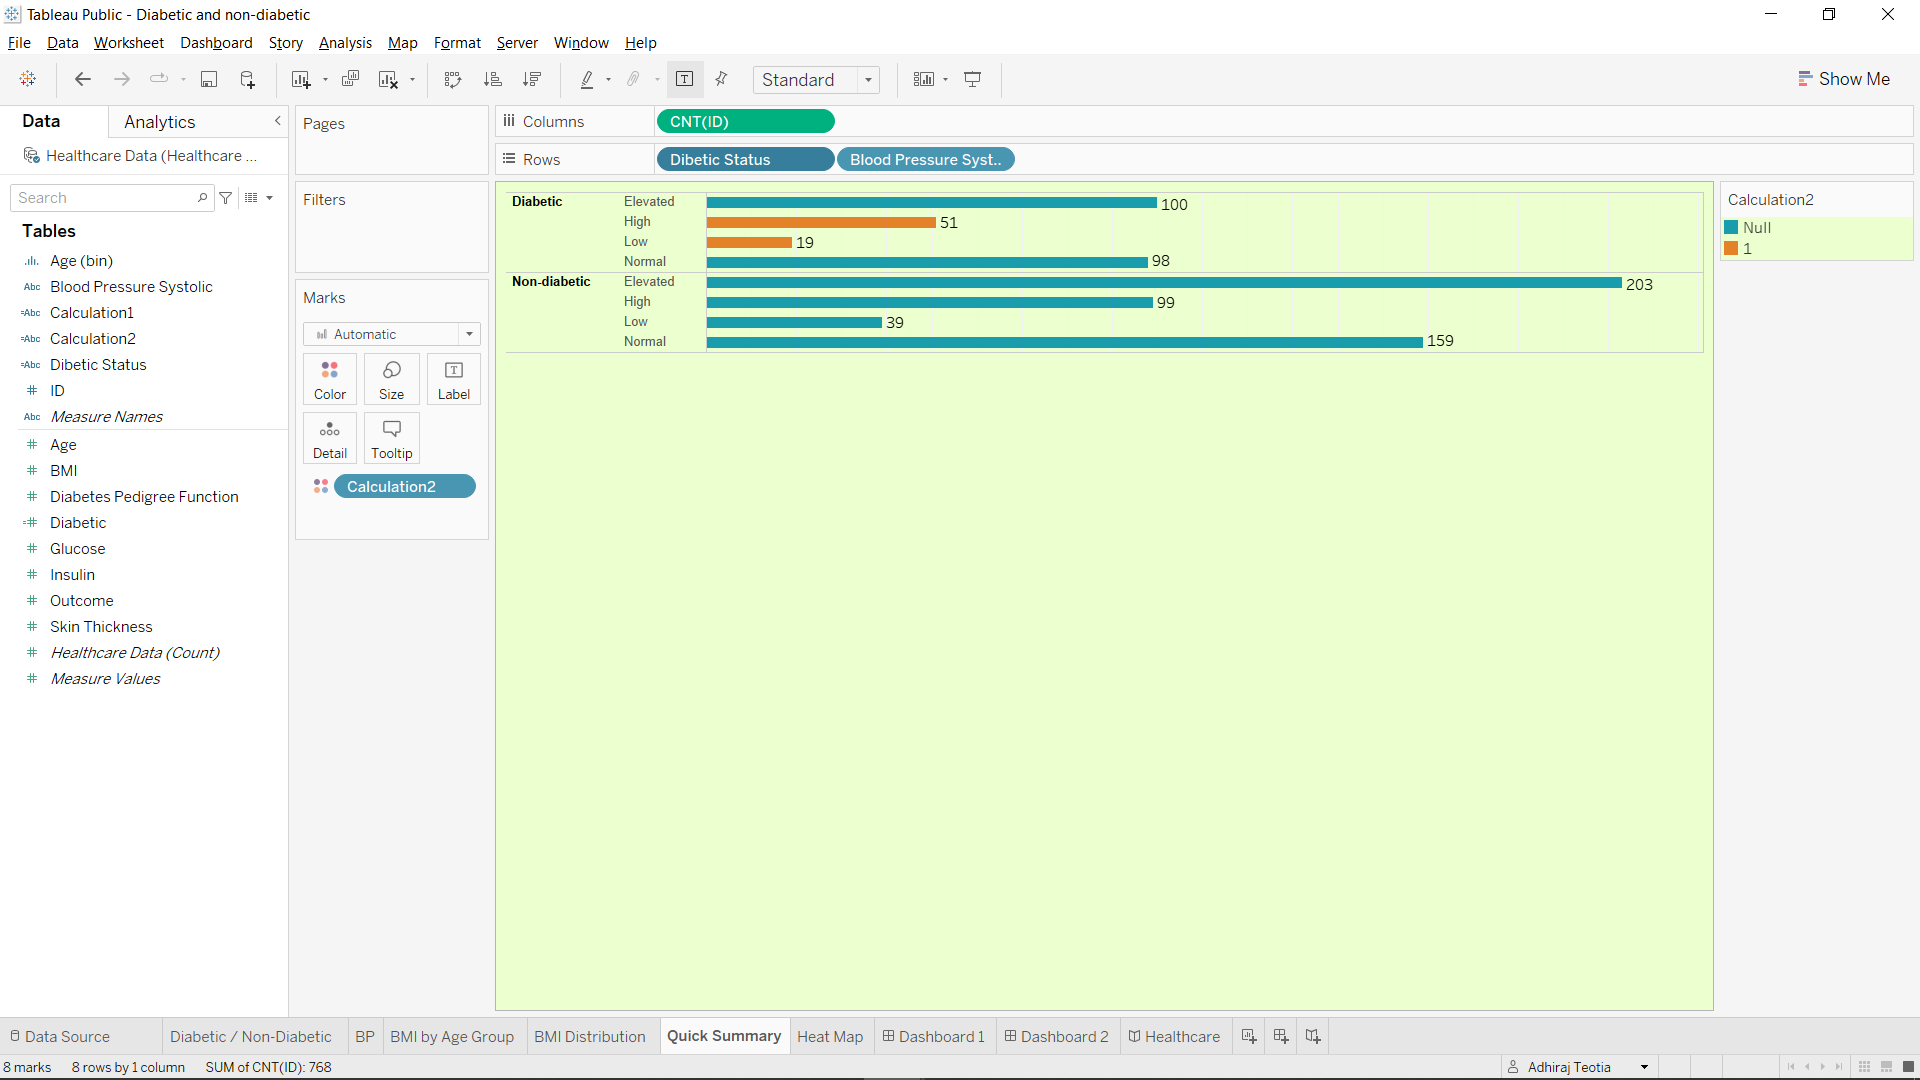 Tableau Public - Diabetic and non-diabetic
File Data Worksheet Dashboard Story Analysis Map Format Server Window Help
Standard
Show Me
Data Analytics
Healthcare Data (Healthcare ...
Search
Tables
Age (bin)
Abc Blood Pressure Systolic
=Abc Calculation1
=Abc Calculation2
=Abc Dibetic Status
# ID
Abc Measure Names
# Age
# BMI
# Diabetes Pedigree Function
=# Diabetic
# Glucose
# Insulin
# Outcome
# Skin Thickness
# Healthcare Data (Count)
# Measure Values
Pages
Filters
Marks
Automatic
Color Size Label
Detail Tooltip
Calculation2
Columns CNT(ID)
Rows Dibetic Status Blood Pressure Syst..
Diabetic Elevated 100
High 51
Low 19
Normal 98
Non-diabetic Elevated 203
High 99
Low 39
Normal 159
Calculation2
Null
1
Data Source Diabetic / Non-Diabetic BP BMI by Age Group BMI Distribution Quick Summary Heat Map Dashboard 1 Dashboard 2 Healthcare
8 marks 8 rows by 1 column SUM of CNT(ID): 768 Adhiraj Teotia